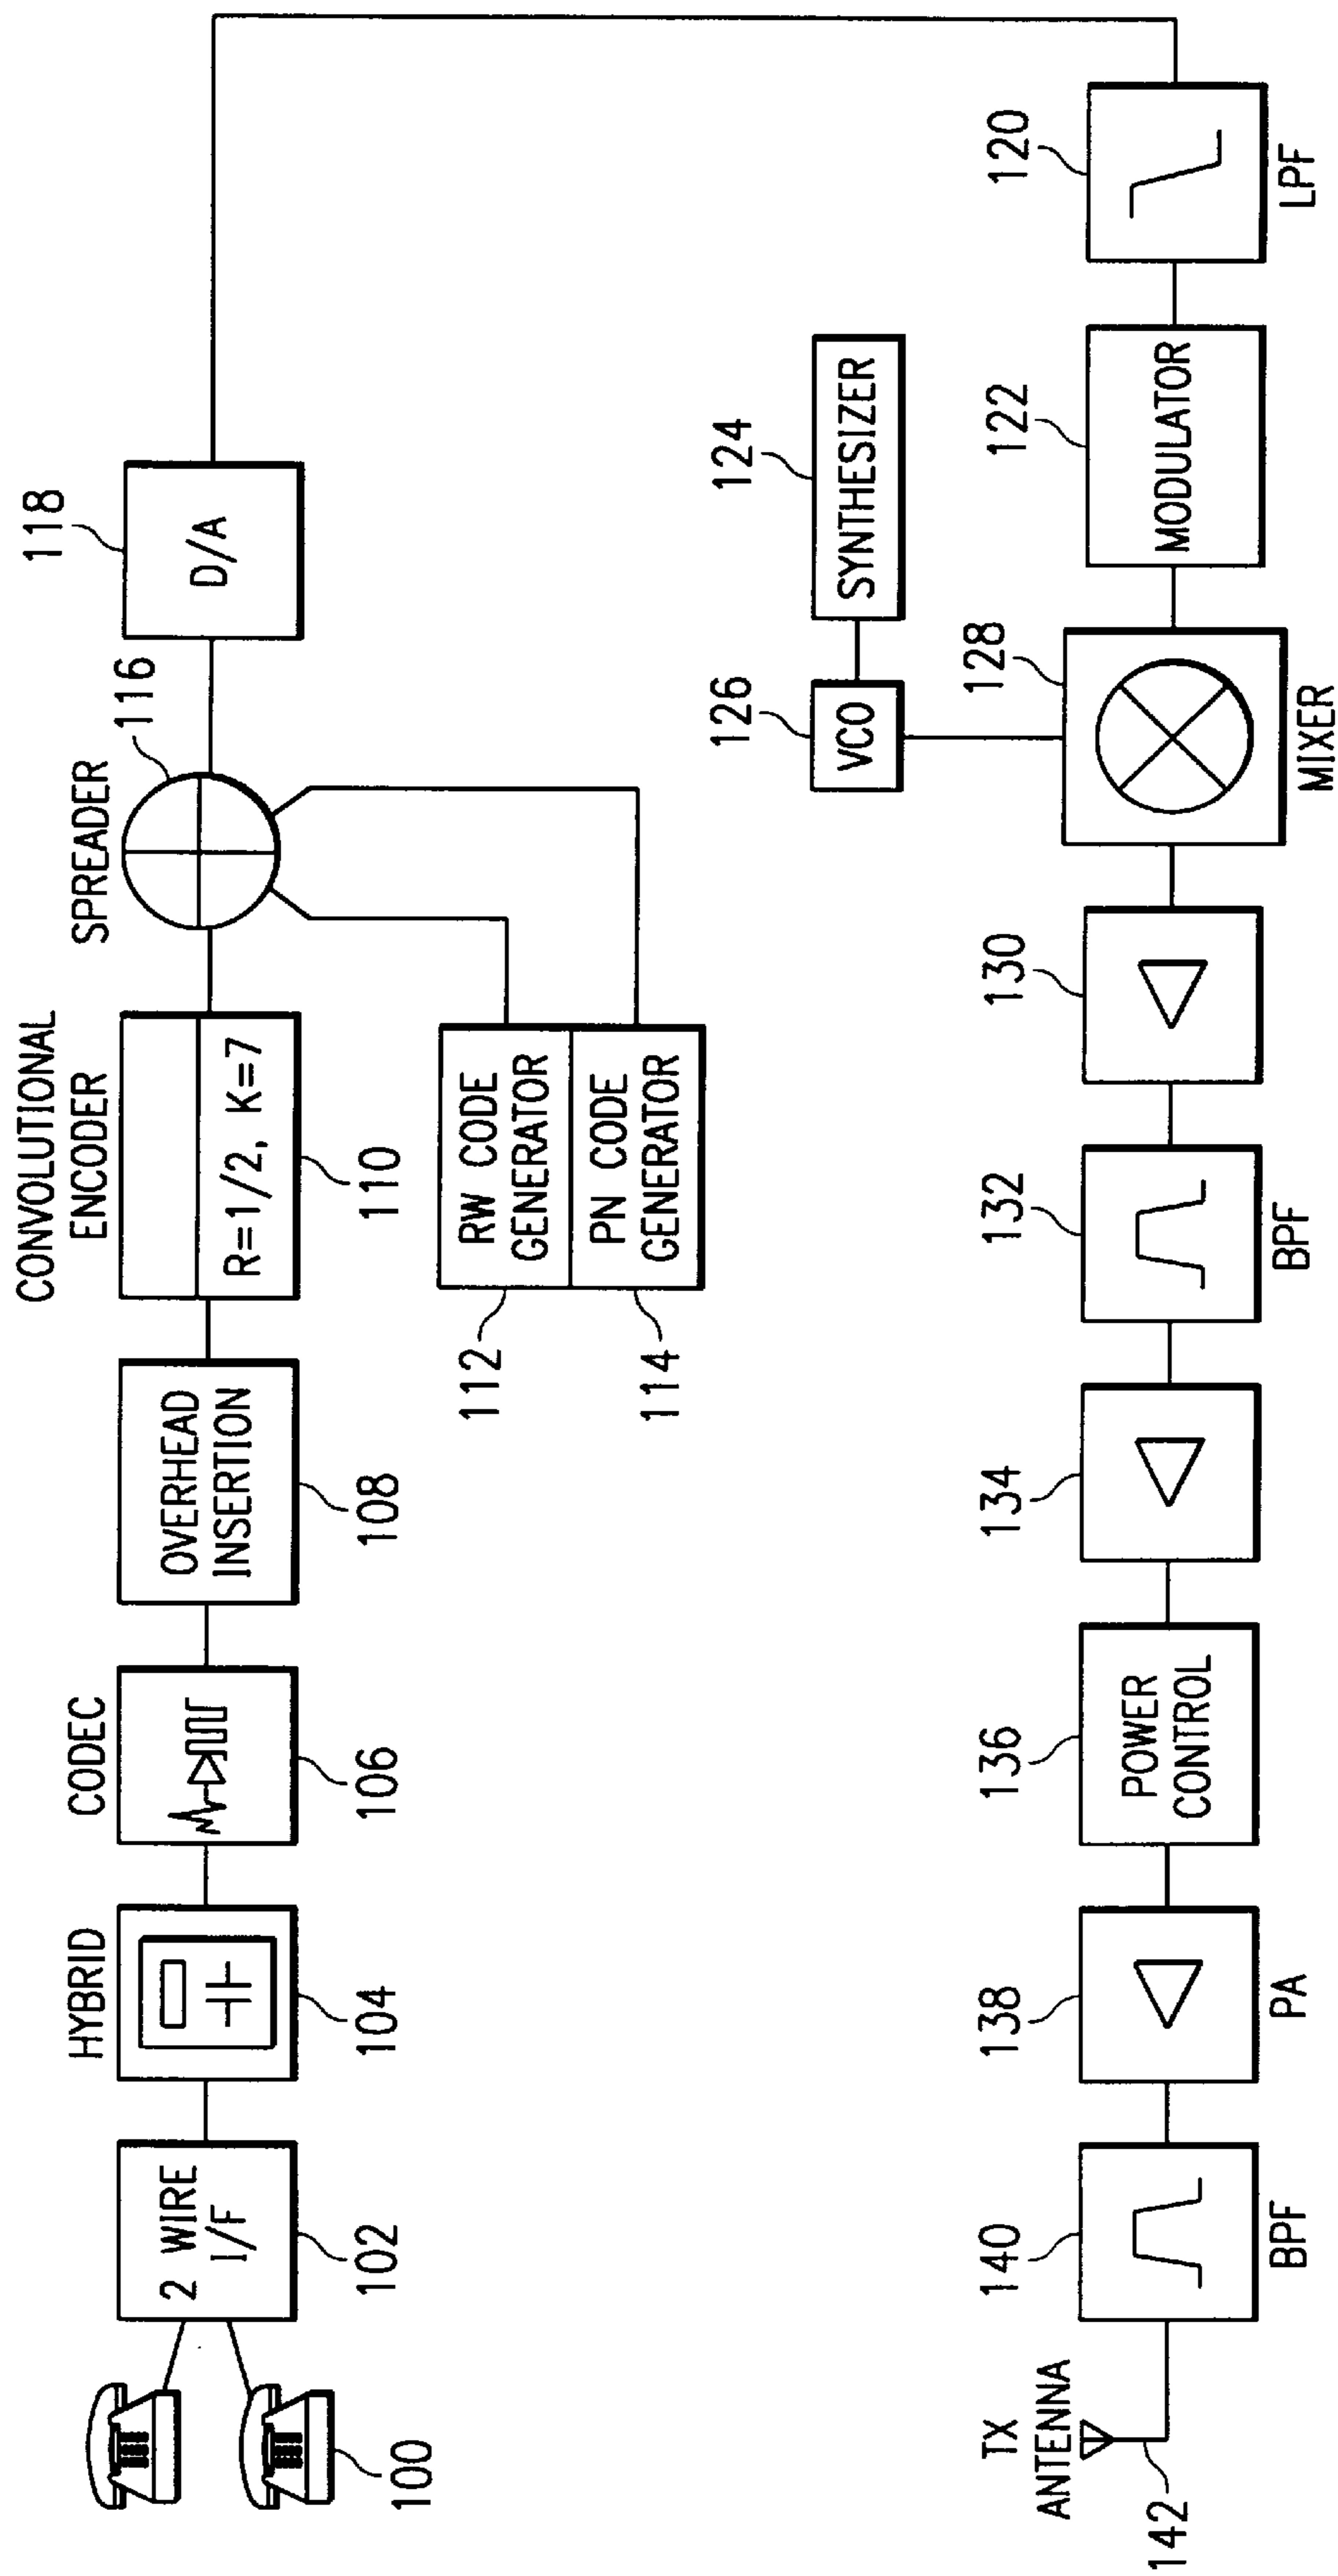 CONVOLUTIONAL
ENCODER
SPREADER
HYBRID
CODEC
116
118
2 WIRE
I/F
OVERHEAD
INSERTION
R=1/2, K=7
D/A
100
102
104
106
108
110
RW CODE
GENERATOR
PN CODE
GENERATOR
112
114
126
124
VCO
SYNTHESIZER
TX
ANTENNA
142
140
138
136
134
132
130
128
122
120
POWER
CONTROL
MODULATOR
BPF
PA
BPF
MIXER
LPF